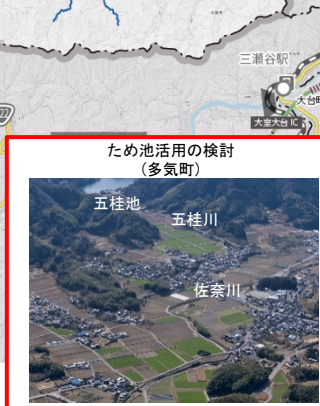 三瀬谷駅
大台町
大宮大台IC
ため池活用の検討
(多気町)
五桂池
五桂川
佐奈川